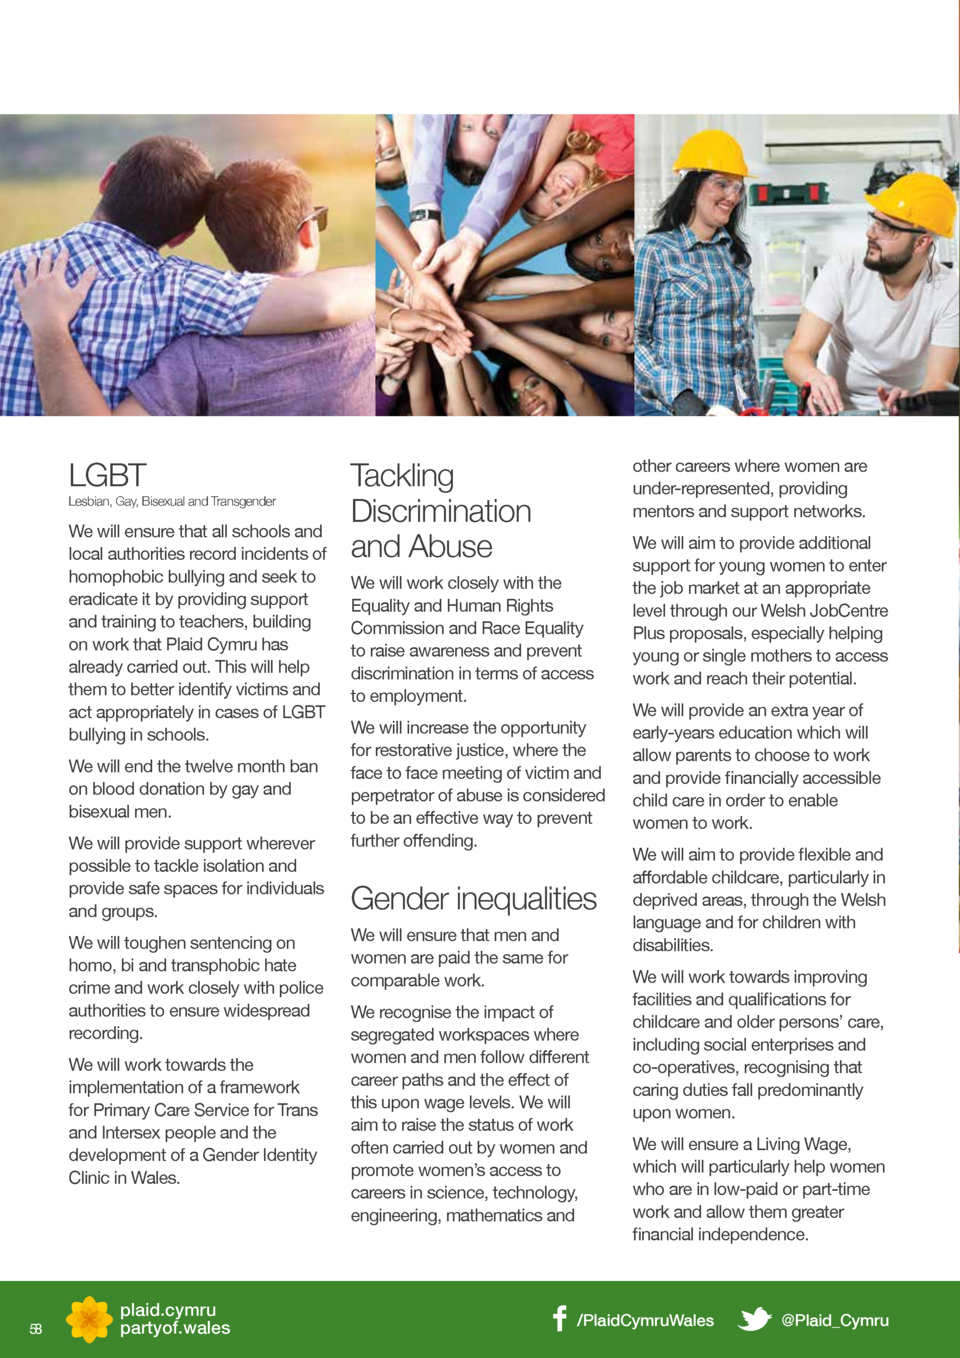 LGBT
Lesbian, Gay, Bisexual and Transgender
We will ensure that all schools and
local authorities record incidents of
homophobic bullying and seek to
eradicate it by providing support
and training to teachers, building
on work that Plaid Cymru has
already carried out. This will help
them to better identify victims and
act appropriately in cases of LGBT
bullying in schools.
We will end the twelve month ban
on blood donation by gay and
bisexual men.
We will provide support wherever
possible to tackle isolation and
provide safe spaces for individuals
and groups.
We will toughen sentencing on
homo, bi and transphobic hate
crime and work closely with police
authorities to ensure widespread
recording.
We will work towards the
implementation of a framework
for Primary Care Service for Trans
and Intersex people and the
development of a Gender Identity
Clinic in Wales.
Tackling
Discrimination
and Abuse
We will work closely with the
Equality and Human Rights
Commission and Race Equality
to raise awareness and prevent
discrimination in terms of access
to employment.
We will increase the opportunity
for restorative justice, where the
face to face meeting of victim and
perpetrator of abuse is considered
to be an effective way to prevent
further offending.
Gender inequalities
We will ensure that men and
women are paid the same for
comparable work.
We recognise the impact of
segregated workspaces where
women and men follow different
career paths and the effect of
this upon wage levels. We will
aim to raise the status of work
often carried out by women and
promote women's access to
careers in science, technology,
engineering, mathematics and
other careers where women are
under-represented, providing
mentors and support networks.
We will aim to provide additional
support for young women to enter
the job market at an appropriate
level through our Welsh JobCentre
Plus proposals, especially helping
young or single mothers to access
work and reach their potential.
We will provide an extra year of
early-years education which will
allow parents to choose to work
and provide financially accessible
child care in order to enable
women to work.
We will aim to provide flexible and
affordable childcare, particularly in
deprived areas, through the Welsh
language and for children with
disabilities.
We will work towards improving
facilities and qualifications for
childcare and older persons' care,
including social enterprises and
co-operatives, recognising that
caring duties fall predominantly
upon women.
We will ensure a Living Wage,
which will particularly help women
who are in low-paid or part-time
work and allow them greater
financial independence.
58
plaid.cymru
partyof.wales
/PlaidCymruWales
@Plaid_Cymru